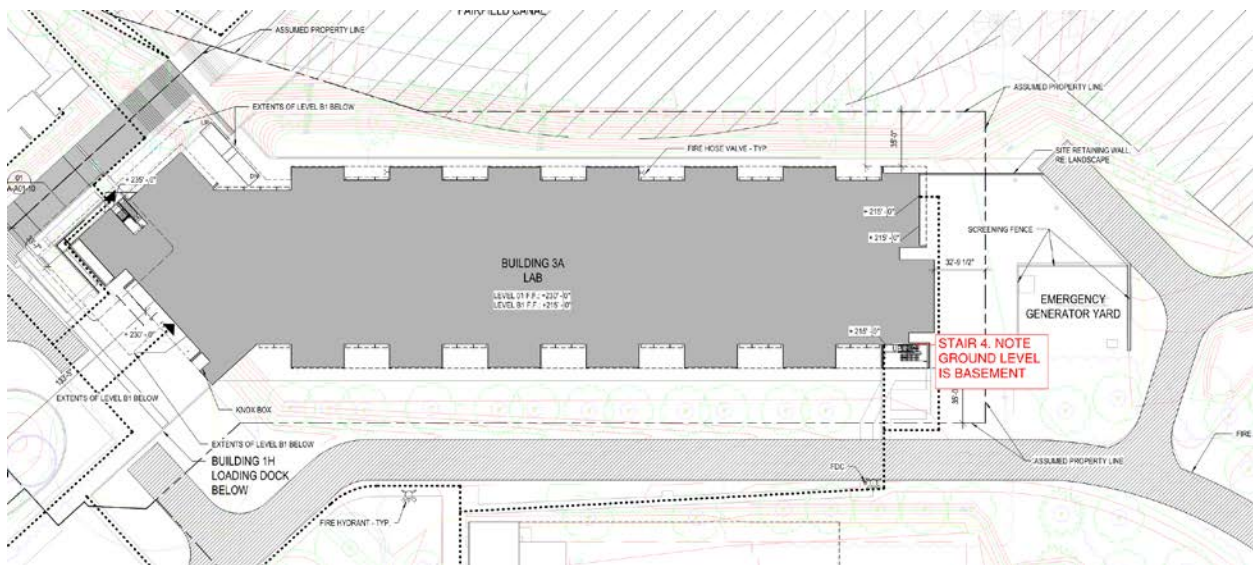 FAIRFIELD CANAL
ASSUMED PROPERTY LINE
EXTENTS OF LEVEL B1 BELOW
ASSUMED PROPERTY LINE
35'-0"
FIRE HOSE VALVE - TYP.
SITE RETAINING WALL,
RE: LANDSCAPE
01
+ 235' - 0"
+ 215' - 0"
+ 215' - 0"
SCREENING FENCE
BUILDING 3A
LAB
LEVEL 01 F.F.: +230' -0"
LEVEL B1 F.F.: +215' -0"
32'-9 1/2"
EMERGENCY
GENERATOR YARD
+ 230' - 0"
+ 215' - 0"
STAIR 4. NOTE
GROUND LEVEL
IS BASEMENT
EXTENTS OF LEVEL B1 BELOW
KNOX BOX
EXTENTS OF LEVEL B1 BELOW
BUILDING 1H
LOADING DOCK
BELOW
ASSUMED PROPERTY LINE
FIRE
FDC
FIRE HYDRANT - TYP.